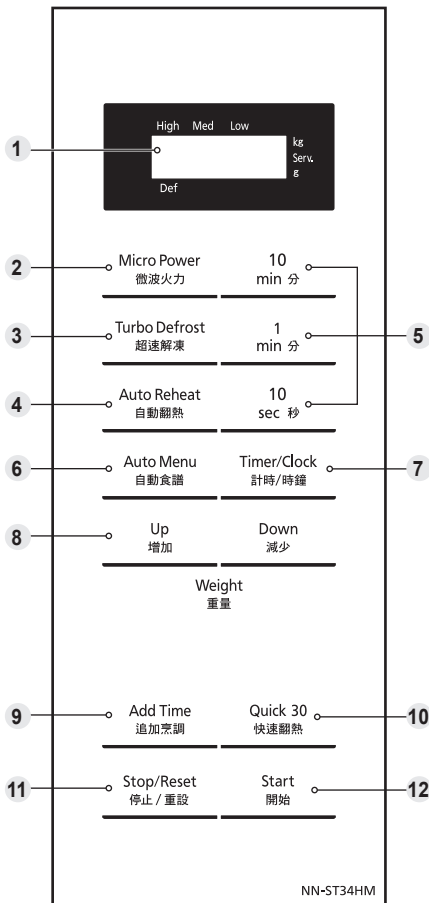 High Med Low
1
kg
Serv.
g
Def
2 Micro Power 10
微波火力 min 分
3 Turbo Defrost 1 5
超速解凍 min 分
4 Auto Reheat 10
自動翻熱 sec 秒
6 Auto Menu Timer/Clock 7
自動食譜 計時/時鐘
8 Up Down
增加 減少
Weight
重量
9 Add Time Quick 30 10
追加烹調 快速翻熱
11 Stop/Reset Start 12
停止 / 重設 開始
NN-ST34HM